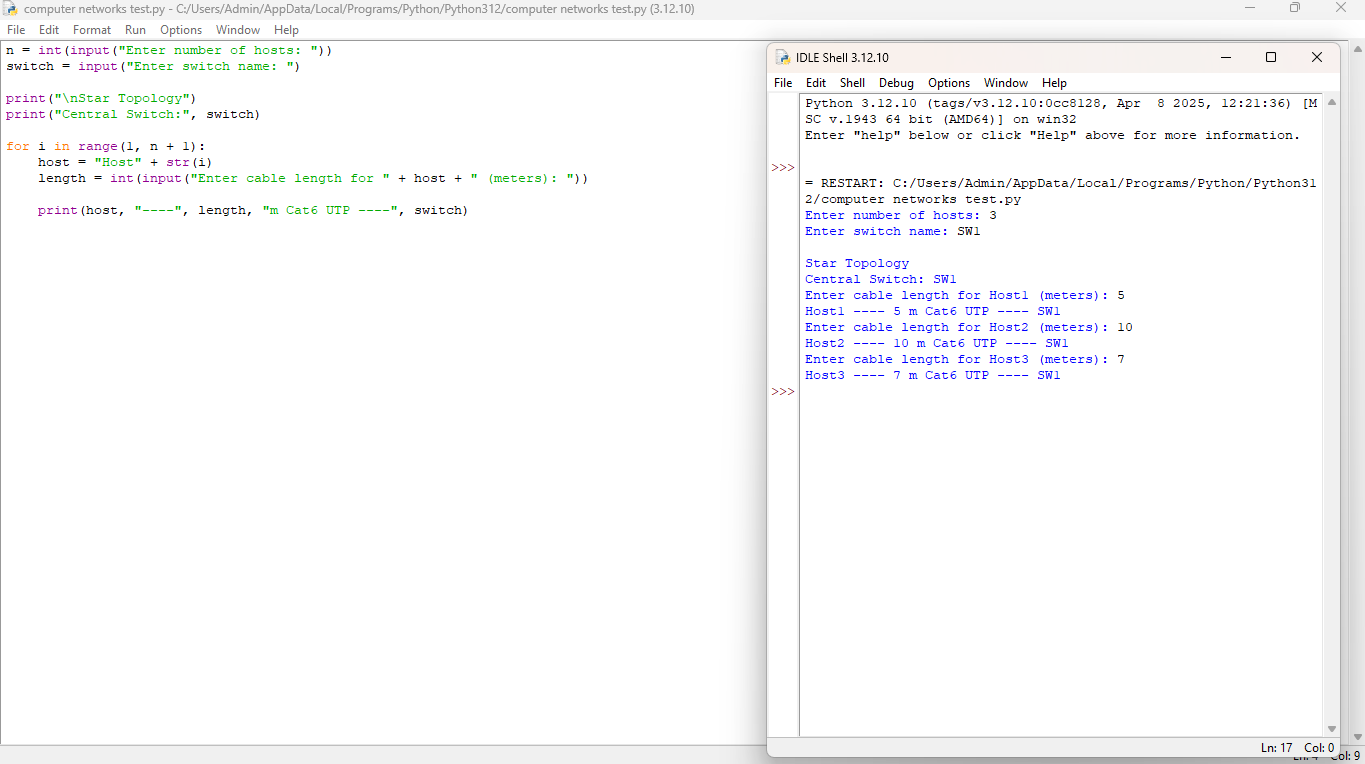 computer networks test.py - C:/Users/Admin/AppData/Local/Programs/Python/Python312/computer networks test.py (3.12.10)
File Edit Format Run Options Window Help
n = int(input("Enter number of hosts: "))
switch = input("Enter switch name: ")
print("\nStar Topology")
print("Central Switch:", switch)
for i in range(1, n + 1):
    host = "Host" + str(i)
    length = int(input("Enter cable length for " + host + " (meters): "))
    print(host, "----", length, "m Cat6 UTP ----", switch)
IDLE Shell 3.12.10
File Edit Shell Debug Options Window Help
Python 3.12.10 (tags/v3.12.10:0cc8128, Apr  8 2025, 12:21:36) [M
SC v.1943 64 bit (AMD64)] on win32
Enter "help" below or click "Help" above for more information.
>>>
= RESTART: C:/Users/Admin/AppData/Local/Programs/Python/Python31
2/computer networks test.py
Enter number of hosts: 3
Enter switch name: SW1
Star Topology
Central Switch: SW1
Enter cable length for Host1 (meters): 5
Host1 ---- 5 m Cat6 UTP ---- SW1
Enter cable length for Host2 (meters): 10
Host2 ---- 10 m Cat6 UTP ---- SW1
Enter cable length for Host3 (meters): 7
Host3 ---- 7 m Cat6 UTP ---- SW1
>>>
Ln: 17 Col: 0
Ln: 4 Col: 9